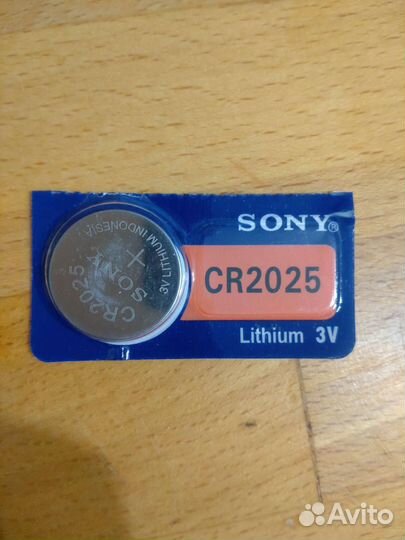 SONY®
CR2025
Lithium 3V
+
SONY
CR2025
3V LITHIUM INDONESIA
Avito